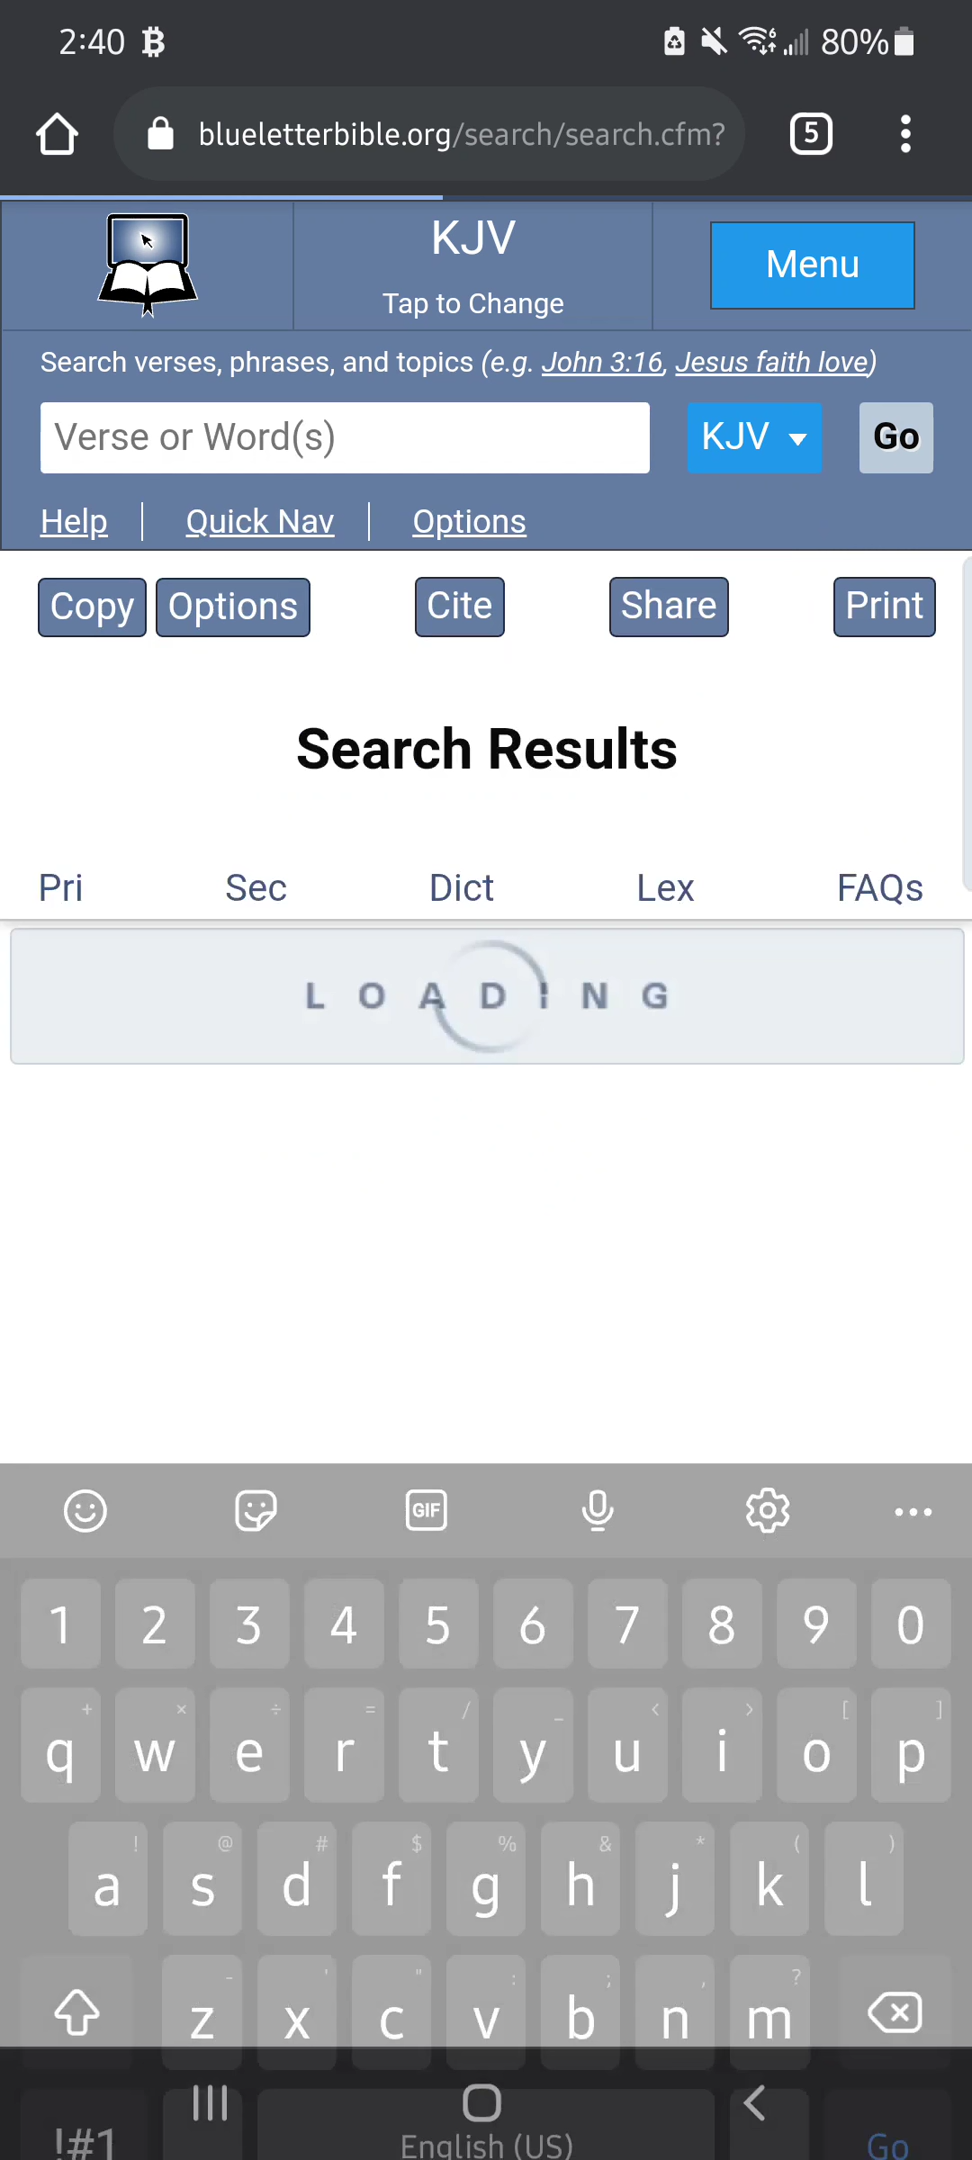 2:40 80%
blueletterbible.org/search/search.cfm? 5
KJV
Tap to Change
Menu
Search verses, phrases, and topics (e.g. John 3:16, Jesus faith love)
Verse or Word(s) KJV Go
Help Quick Nav Options
Copy Options Cite Share Print
Search Results
Pri Sec Dict Lex FAQs
LOADING
GIF
1 2 3 4 5 6 7 8 9 0
+ × ÷ = / _ < > [ ]
q w e r t y u i o p
! @ # $ % & * ( )
a s d f g h j k l
- ' " : ; , ?
z x c v b n m
!#1 English (US) Go